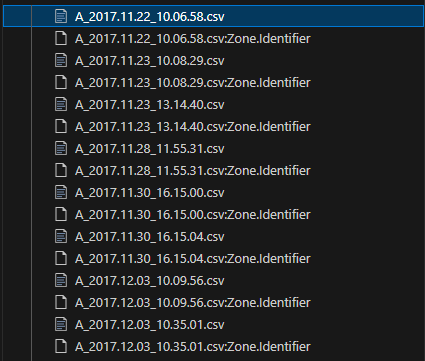 A_2017.11.22_10.06.58.csv
A_2017.11.22_10.06.58.csv:Zone.Identifier
A_2017.11.23_10.08.29.csv
A_2017.11.23_10.08.29.csv:Zone.Identifier
A_2017.11.23_13.14.40.csv
A_2017.11.23_13.14.40.csv:Zone.Identifier
A_2017.11.28_11.55.31.csv
A_2017.11.28_11.55.31.csv:Zone.Identifier
A_2017.11.30_16.15.00.csv
A_2017.11.30_16.15.00.csv:Zone.Identifier
A_2017.11.30_16.15.04.csv
A_2017.11.30_16.15.04.csv:Zone.Identifier
A_2017.12.03_10.09.56.csv
A_2017.12.03_10.09.56.csv:Zone.Identifier
A_2017.12.03_10.35.01.csv
A_2017.12.03_10.35.01.csv:Zone.Identifier